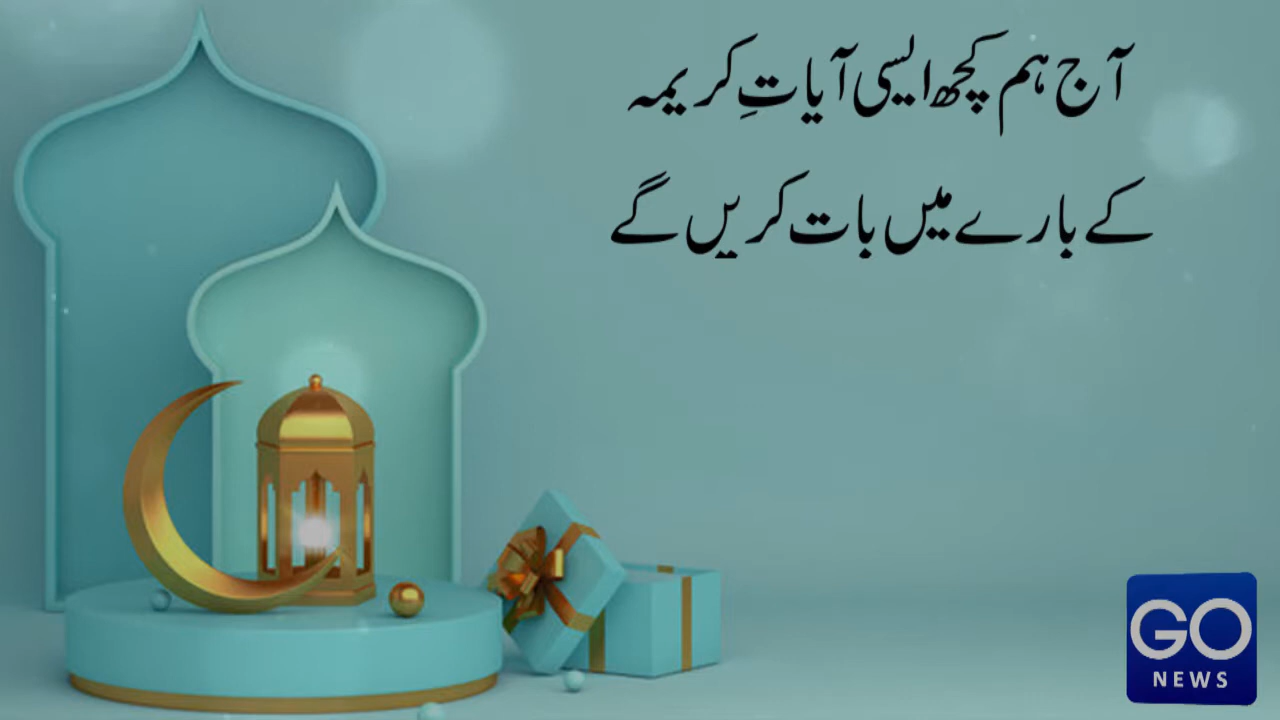 آج ہم کچھ ایسی آیاتِ کریمہ
کے بارے میں بات کریں گے
GO
NEWS